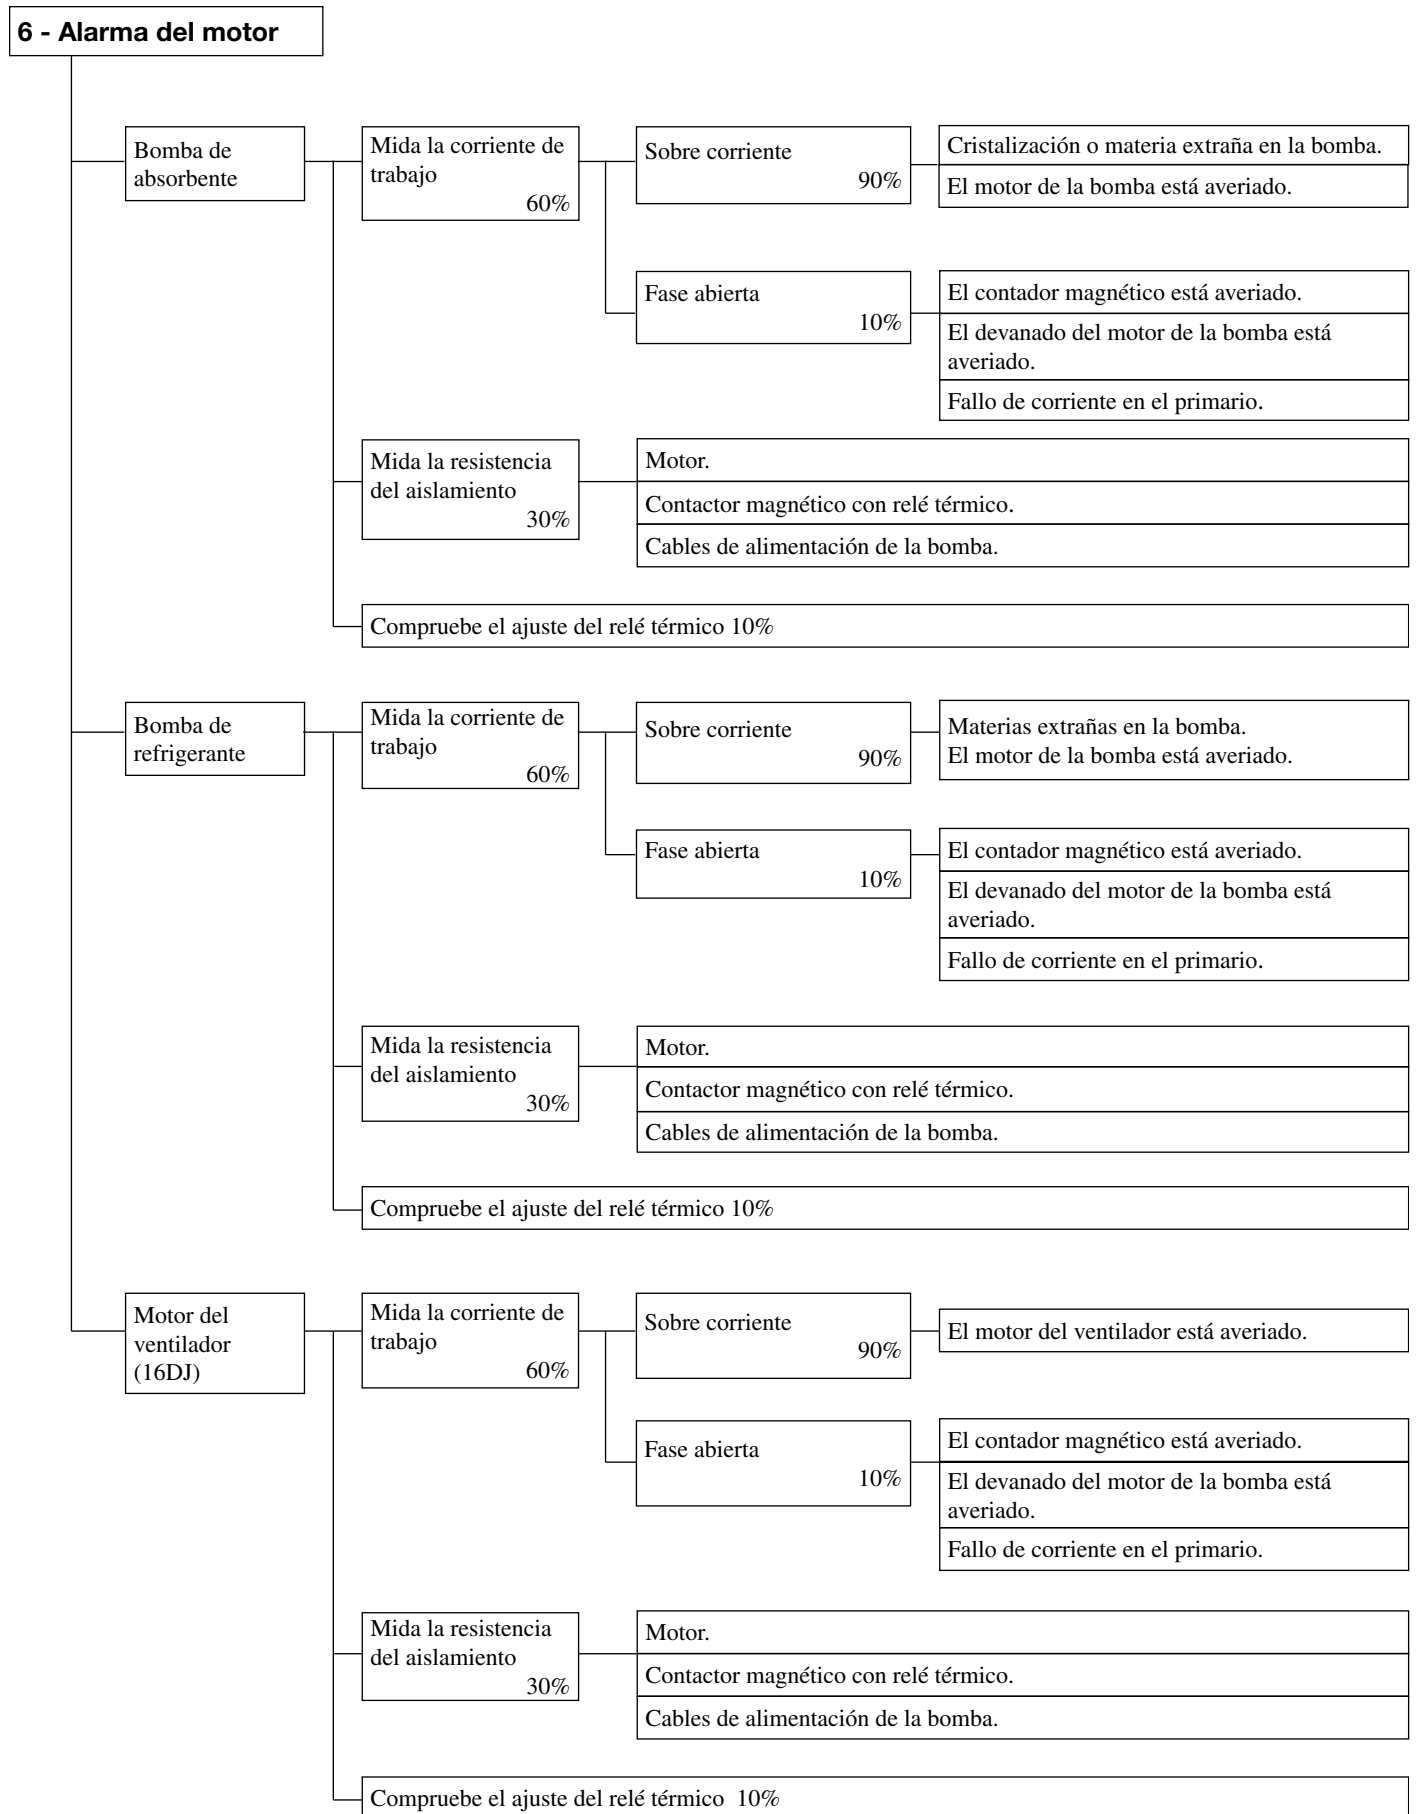 6 - Alarma del motor
Bomba de
absorbente
Mida la corriente de
trabajo
60%
Sobre corriente
90%
Cristalización o materia extraña en la bomba.
El motor de la bomba está averiado.
Fase abierta
10%
El contador magnético está averiado.
El devanado del motor de la bomba está
averiado.
Fallo de corriente en el primario.
Mida la resistencia
del aislamiento
30%
Motor.
Contactor magnético con relé térmico.
Cables de alimentación de la bomba.
Compruebe el ajuste del relé térmico 10%
Bomba de
refrigerante
Mida la corriente de
trabajo
60%
Sobre corriente
90%
Materias extrañas en la bomba.
El motor de la bomba está averiado.
Fase abierta
10%
El contador magnético está averiado.
El devanado del motor de la bomba está
averiado.
Fallo de corriente en el primario.
Mida la resistencia
del aislamiento
30%
Motor.
Contactor magnético con relé térmico.
Cables de alimentación de la bomba.
Compruebe el ajuste del relé térmico 10%
Motor del
ventilador
(16DJ)
Mida la corriente de
trabajo
60%
Sobre corriente
90%
El motor del ventilador está averiado.
Fase abierta
10%
El contador magnético está averiado.
El devanado del motor de la bomba está
averiado.
Fallo de corriente en el primario.
Mida la resistencia
del aislamiento
30%
Motor.
Contactor magnético con relé térmico.
Cables de alimentación de la bomba.
Compruebe el ajuste del relé térmico  10%